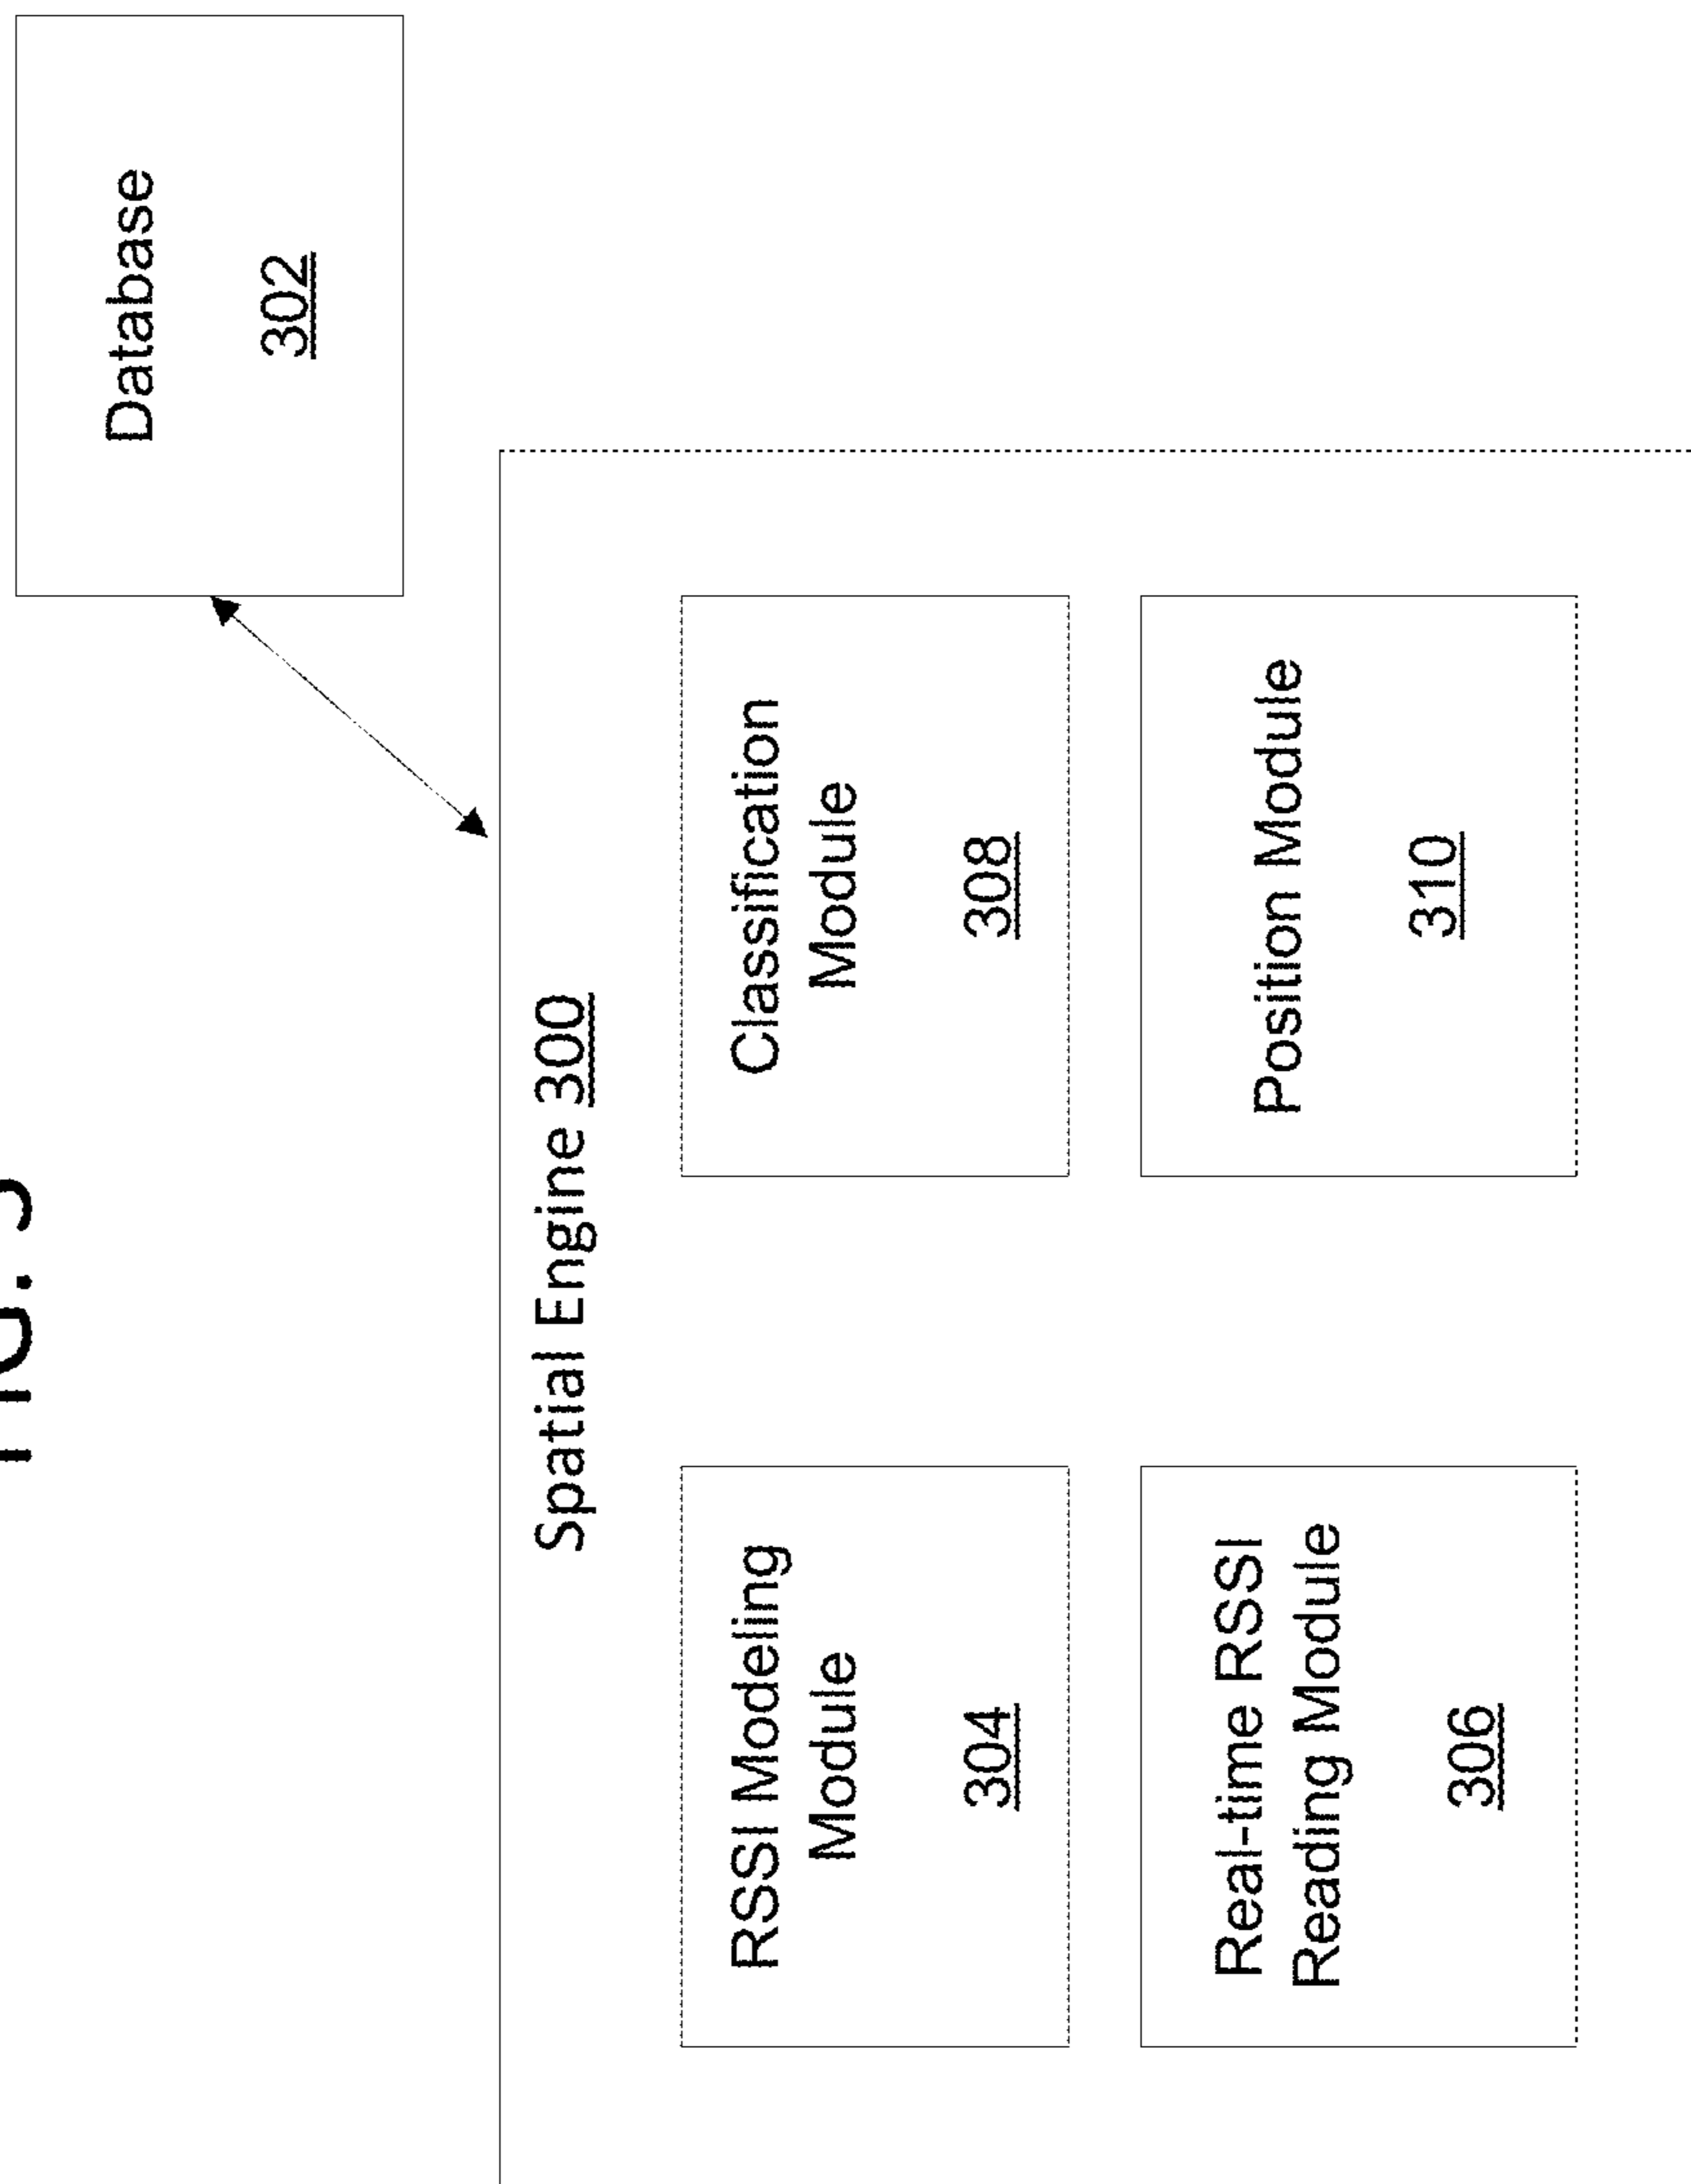 Database
302
Spatial Engine 300
RSSI Modeling
Module
304
Classification
Module
308
Real-time RSSI
Reading Module
306
Position Module
310